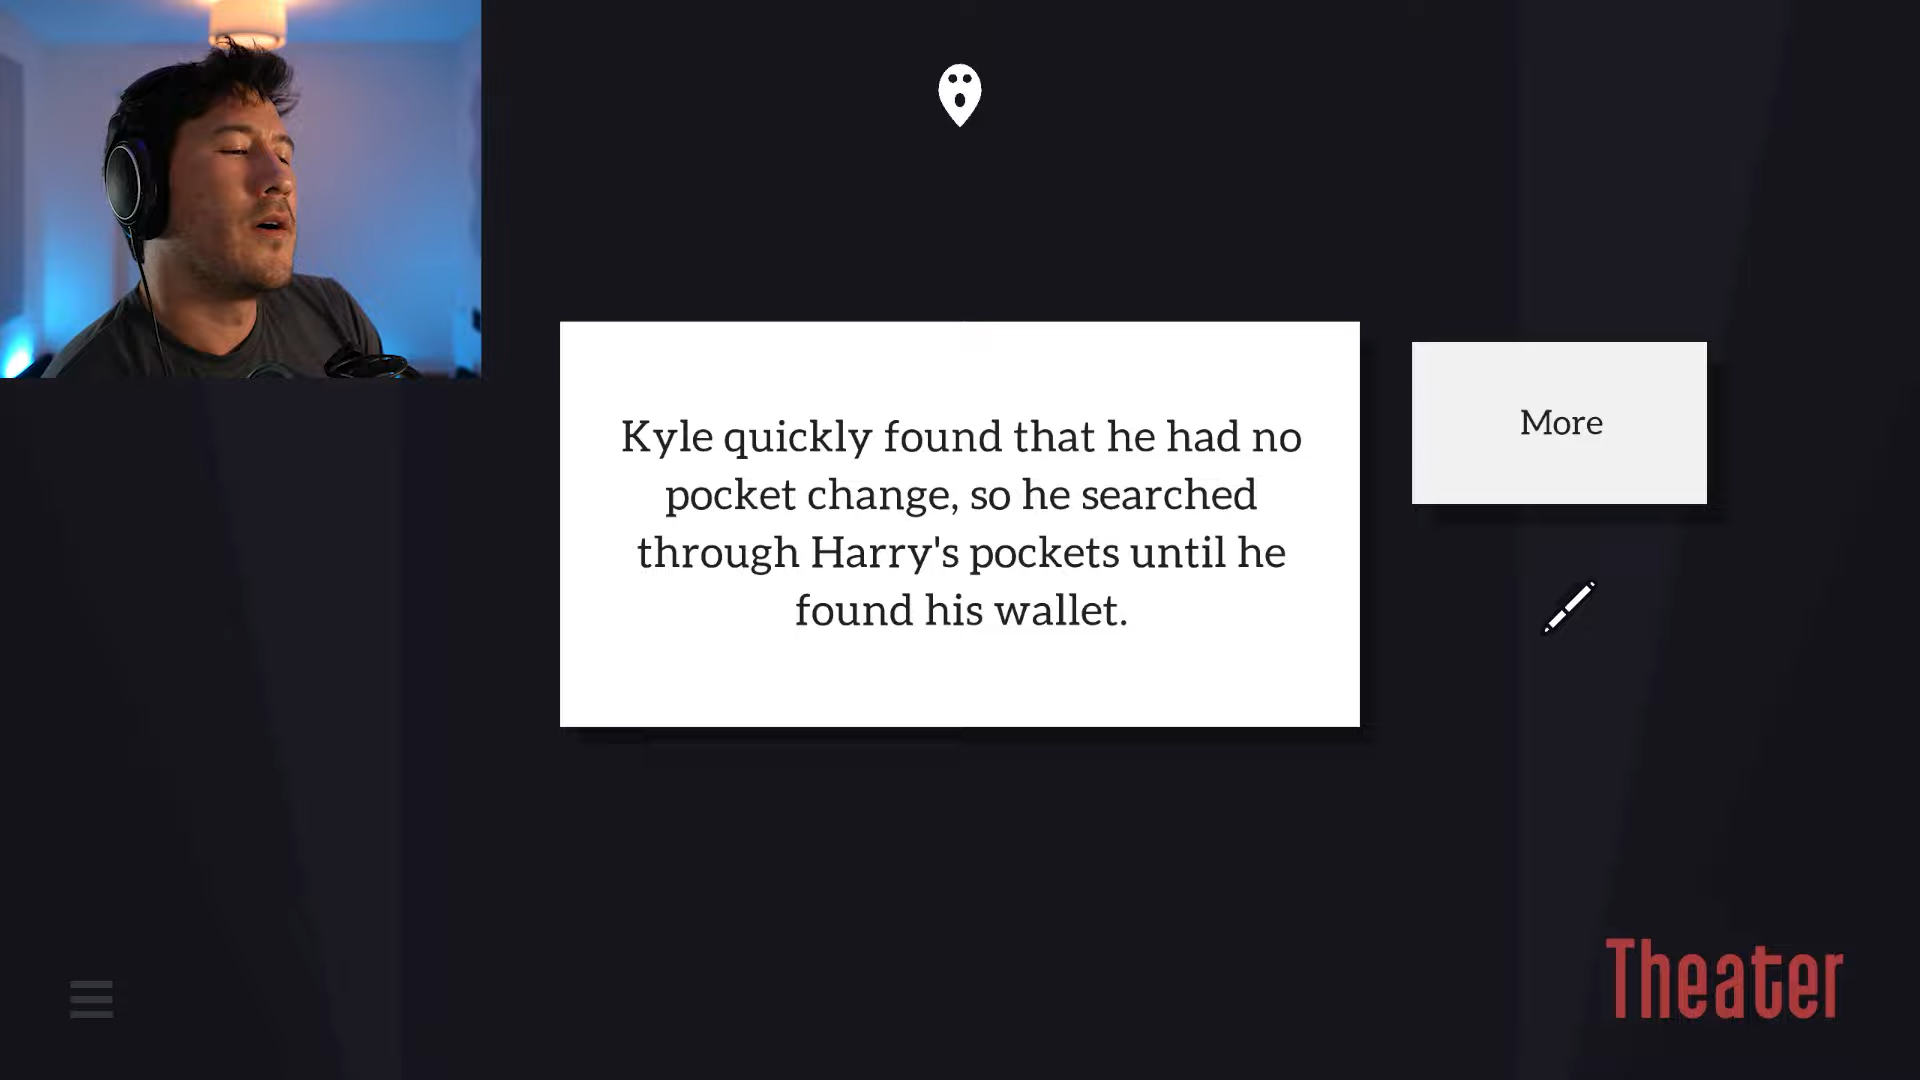 Kyle quickly found that he had no
pocket change, so he searched
through Harry's pockets until he
found his wallet.
More
Theater